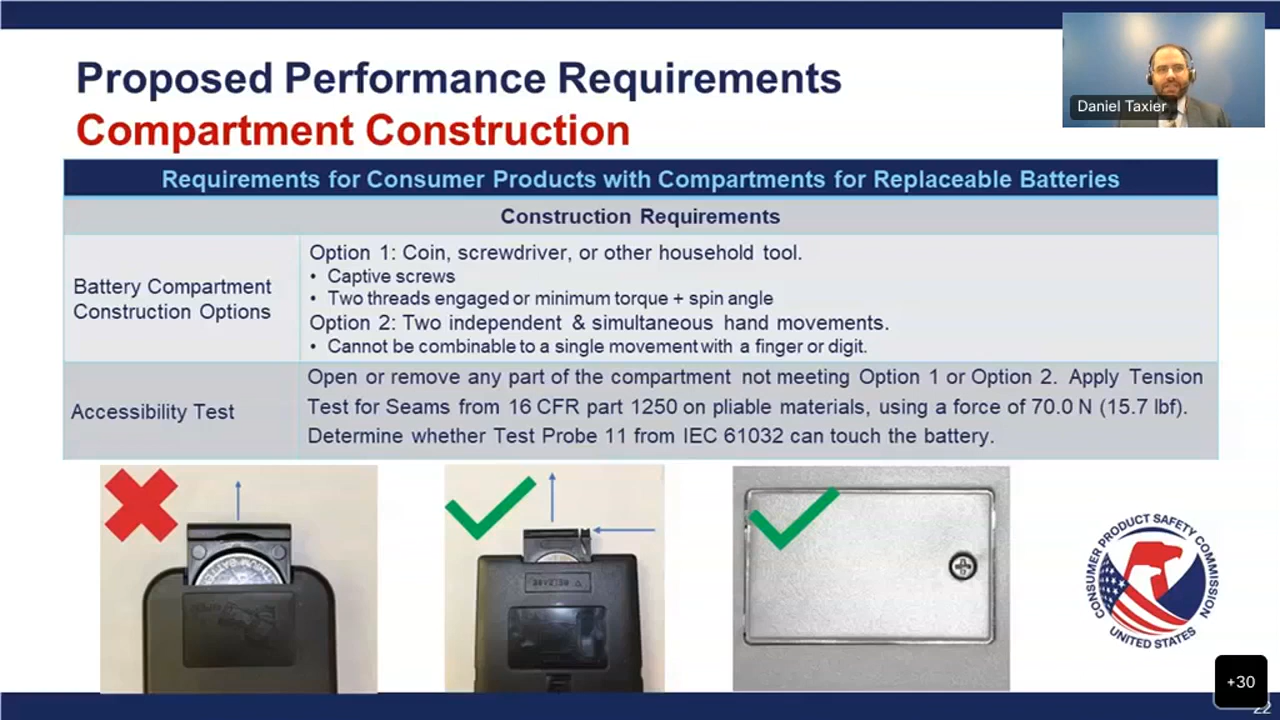 Proposed Performance Requirements
Compartment Construction
Daniel Taxier
Requirements for Consumer Products with Compartments for Replaceable Batteries
Construction Requirements
Battery Compartment
Construction Options
Option 1: Coin, screwdriver, or other household tool.
• Captive screws
• Two threads engaged or minimum torque + spin angle
Option 2: Two independent & simultaneous hand movements.
• Cannot be combinable to a single movement with a finger or digit.
Accessibility Test
Open or remove any part of the compartment not meeting Option 1 or Option 2. Apply Tension
Test for Seams from 16 CFR part 1250 on pliable materials, using a force of 70.0 N (15.7 lbf).
Determine whether Test Probe 11 from IEC 61032 can touch the battery.
CONSUMER PRODUCT SAFETY COMMISSION
UNITED STATES
+30
22